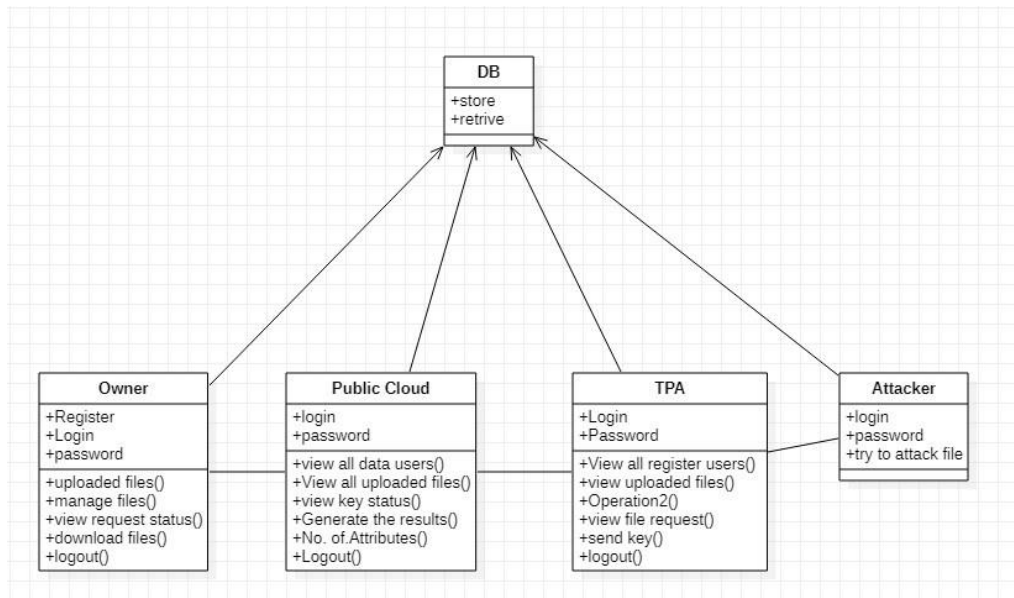 DB
+store
+retrive
Owner
+Register
+Login
+password
+uploaded files()
+manage files()
+view request status()
+download files()
+logout()
Public Cloud
+login
+password
+view all data users()
+View all uploaded files()
+view key status()
+Generate the results()
+No. of.Attributes()
+Logout()
TPA
+Login
+Password
+View all register users()
+view uploaded files()
+Operation2()
+view file request()
+send key()
+logout()
Attacker
+login
+password
+try to attack file